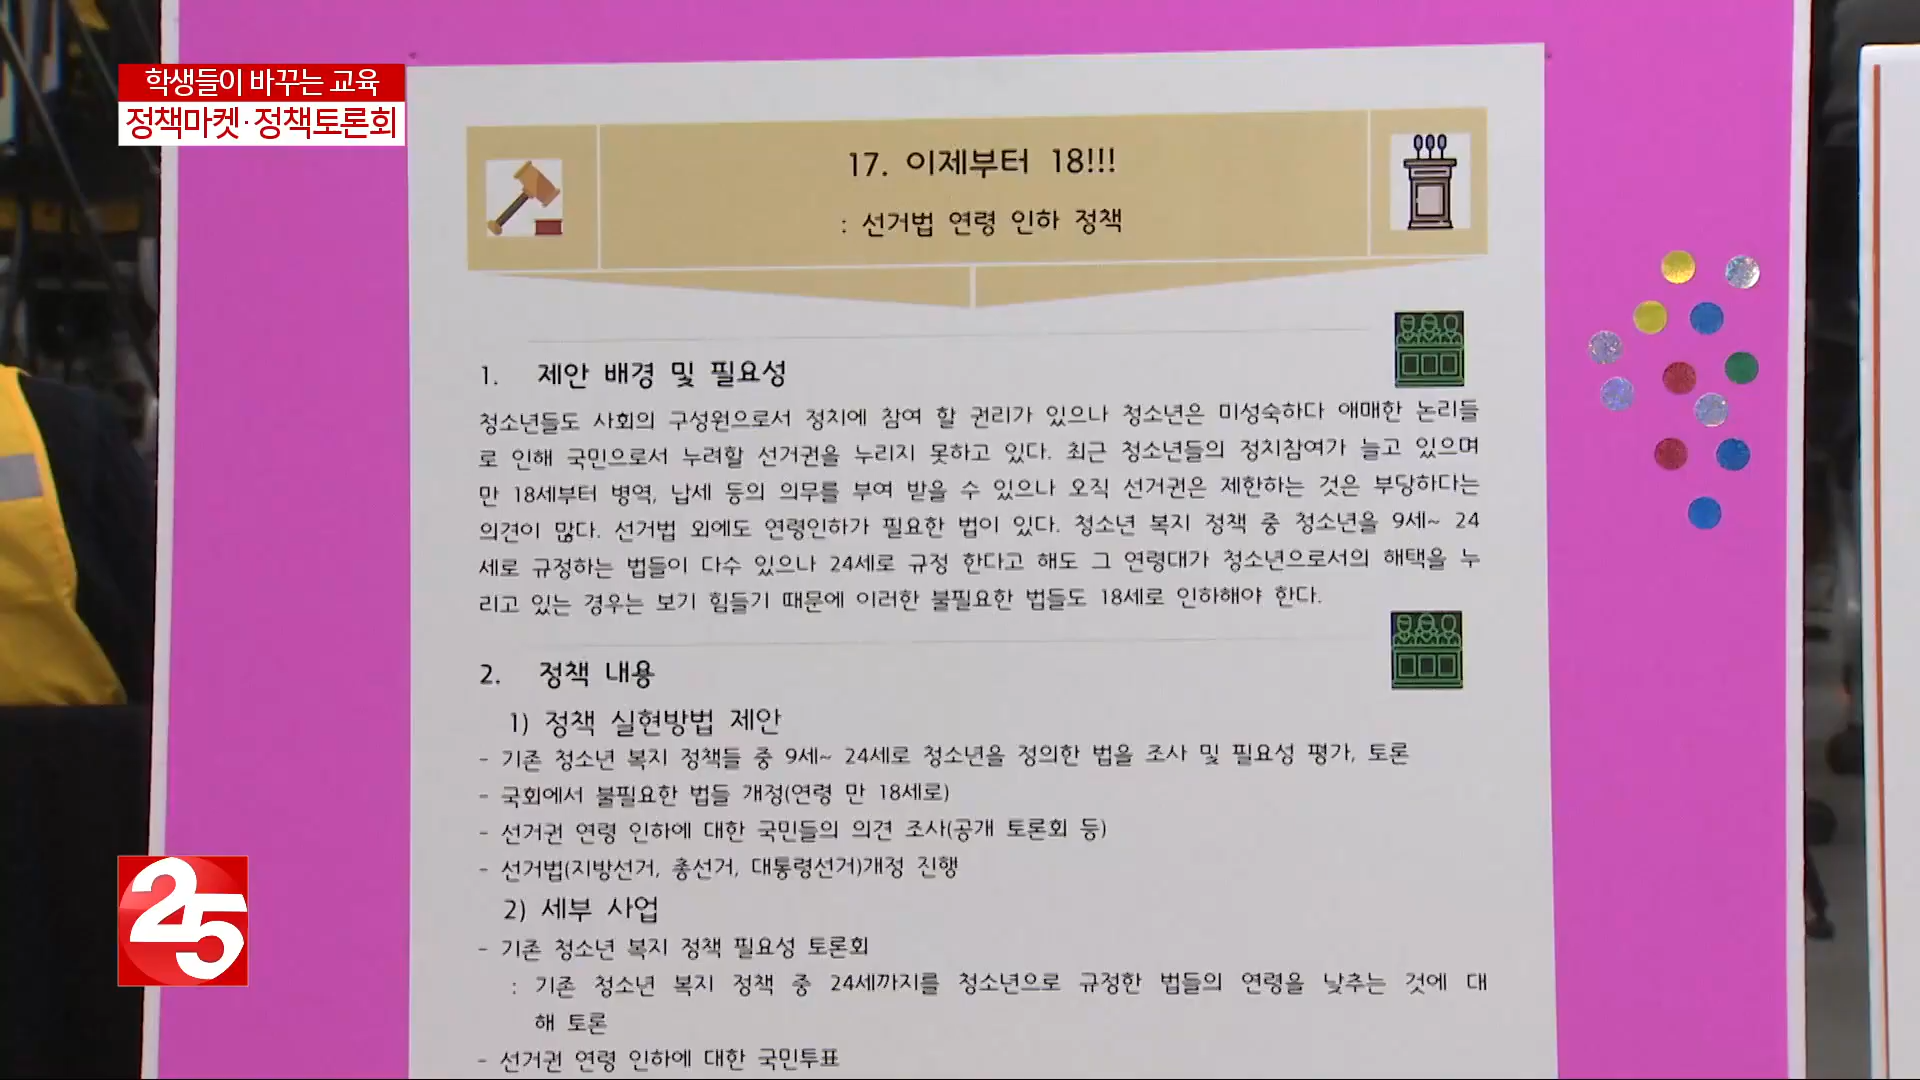 학생들이 바꾸는 교육
정책마켓·정책토론회
17. 이제부터 18!!!
: 선거법 연령 인하 정책
1. 제안 배경 및 필요성
청소년들도 사회의 구성원으로서 정치에 참여 할 권리가 있으나 청소년은 미성숙하다 애매한 논리들
로 인해 국민으로서 누려할 선거권을 누리지 못하고 있다. 최근 청소년들의 정치참여가 늘고 있으며
만 18세부터 병역, 납세 등의 의무를 부여 받을 수 있으나 오직 선거권은 제한하는 것은 부당하다는
의견이 많다. 선거법 외에도 연령인하가 필요한 법이 있다. 청소년 복지 정책 중 청소년을 9세~ 24
세로 규정하는 법들이 다수 있으나 24세로 규정 한다고 해도 그 연령대가 청소년으로서의 해택을 누
리고 있는 경우는 보기 힘들기 때문에 이러한 불필요한 법들도 18세로 인하해야 한다.
2. 정책 내용
1) 정책 실현방법 제안
- 기존 청소년 복지 정책들 중 9세~ 24세로 청소년을 정의한 법을 조사 및 필요성 평가, 토론
- 국회에서 불필요한 법들 개정(연령 만 18세로)
- 선거권 연령 인하에 대한 국민들의 의견 조사(공개 토론회 등)
- 선거법(지방선거, 총선거, 대통령선거)개정 진행
2) 세부 사업
- 기존 청소년 복지 정책 필요성 토론회
: 기존 청소년 복지 정책 중 24세까지를 청소년으로 규정한 법들의 연령을 낮추는 것에 대
해 토론
- 선거권 연령 인하에 대한 국민투표
25